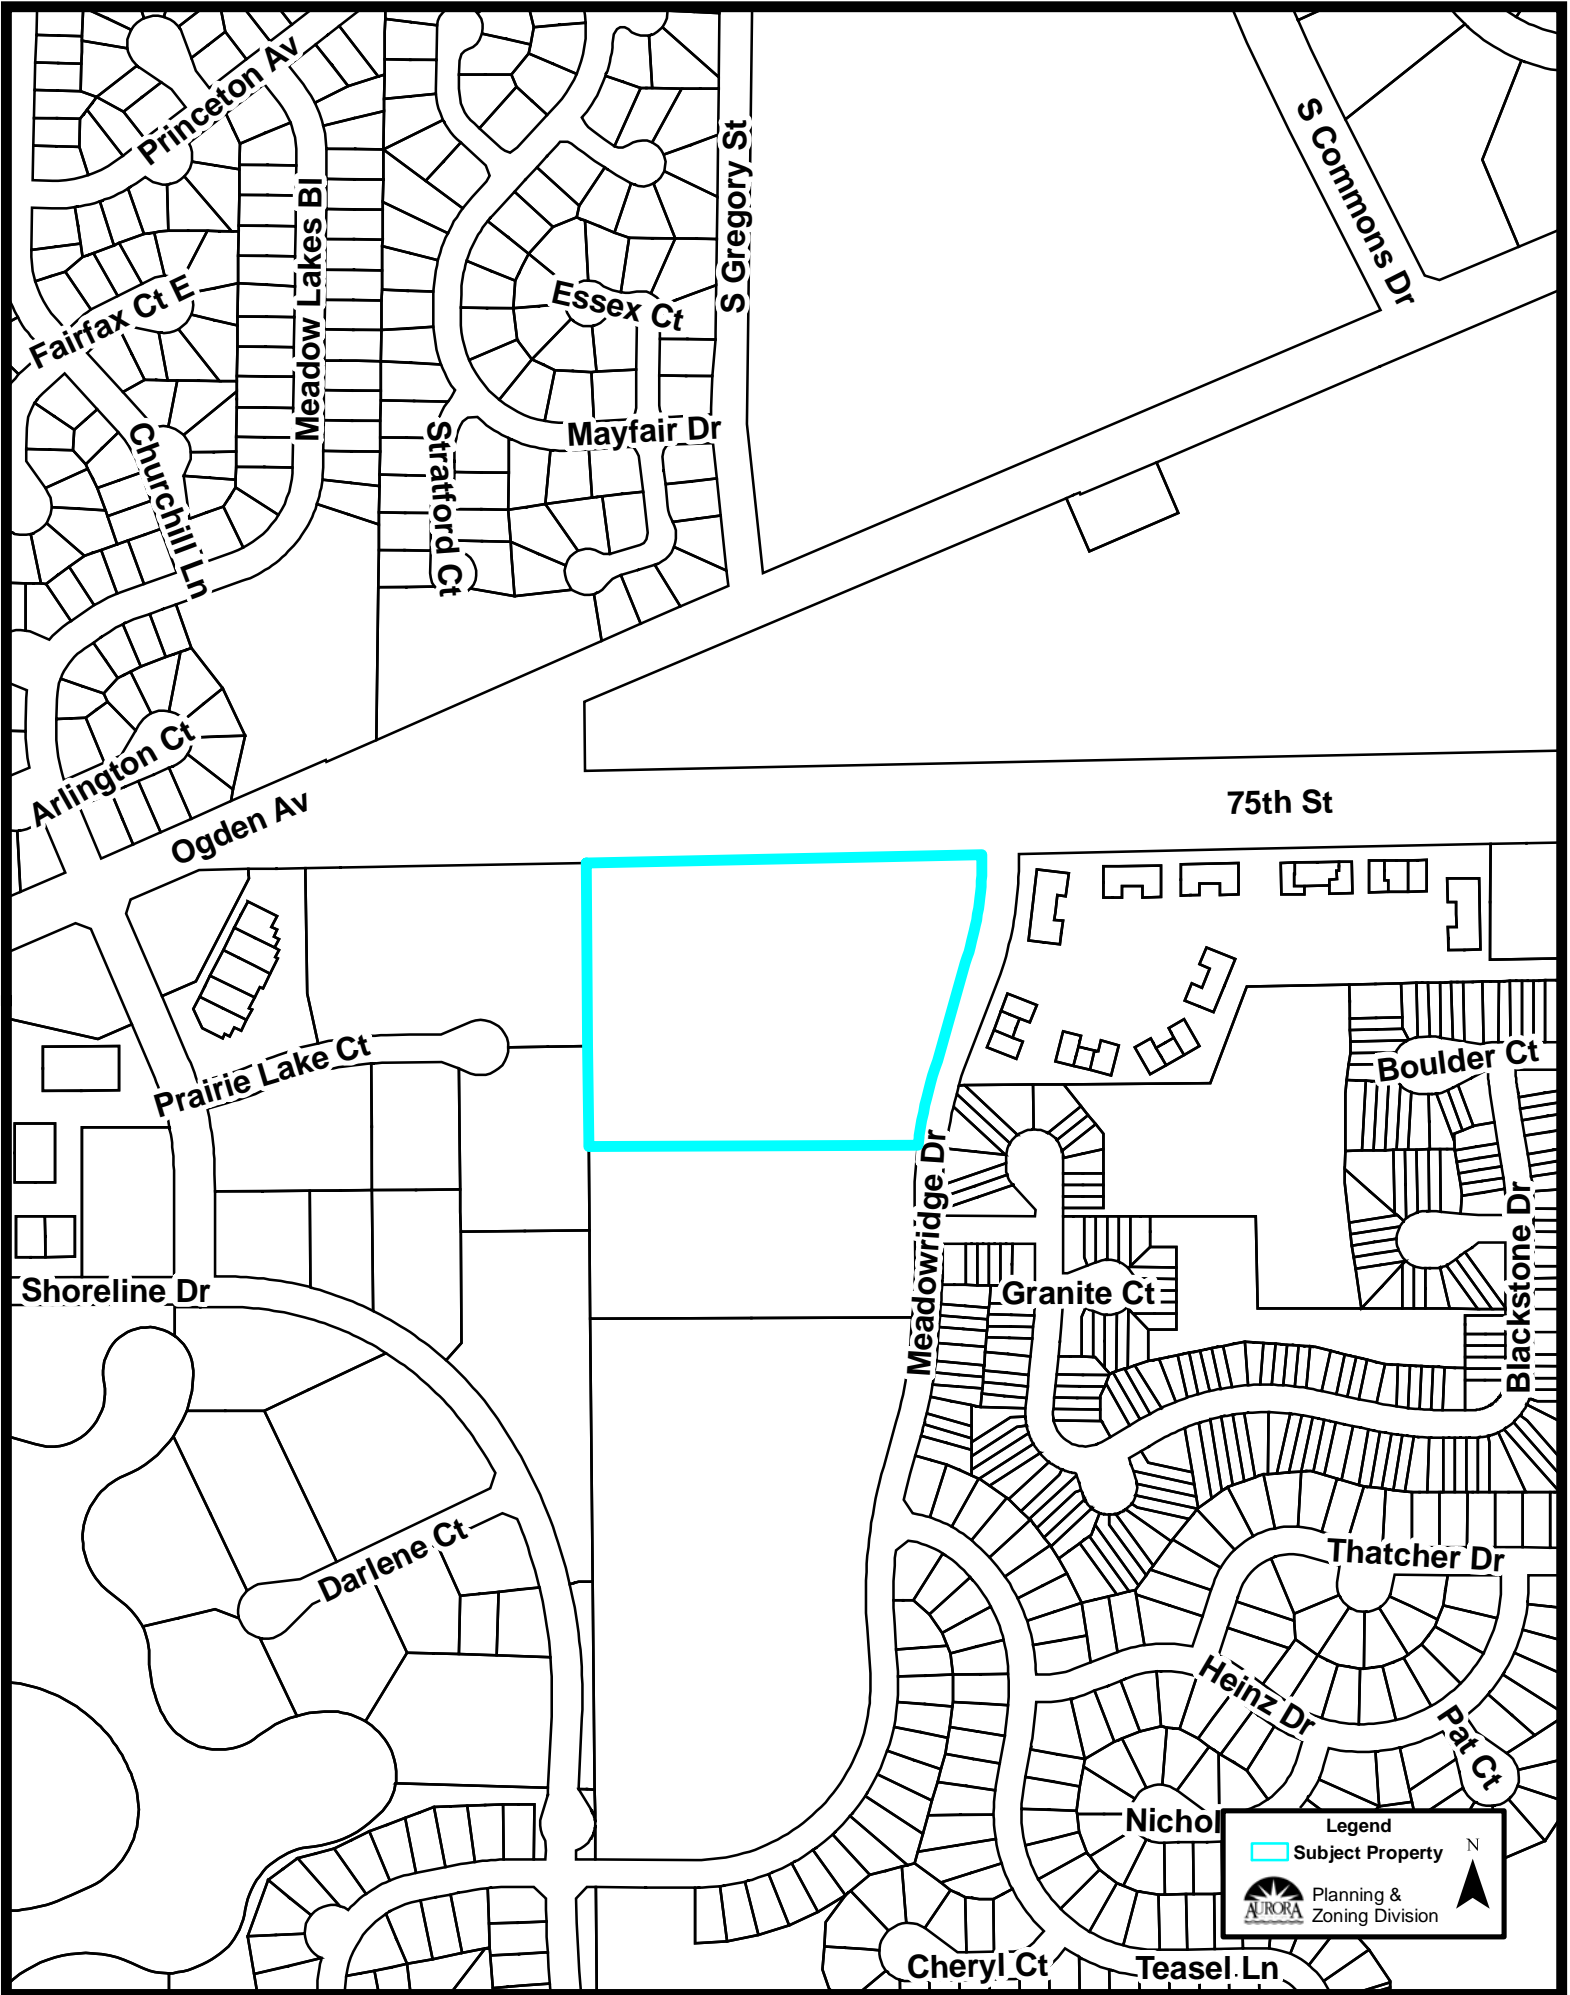 Princeton Av
S Gregory St
S Commons Dr
Meadow Lakes Bl
Fairfax Ct E
Essex Ct
Churchill Ln
Stratford Ct
Mayfair Dr
Arlington Ct
Ogden Av
75th St
Prairie Lake Ct
Boulder Ct
Meadowridge Dr
Blackstone Dr
Shoreline Dr
Granite Ct
Darlene Ct
Thatcher Dr
Heinz Dr
Pat Ct
Nichol
Legend
Subject Property
N
AURORA
Planning &
Zoning Division
Cheryl Ct
Teasel Ln